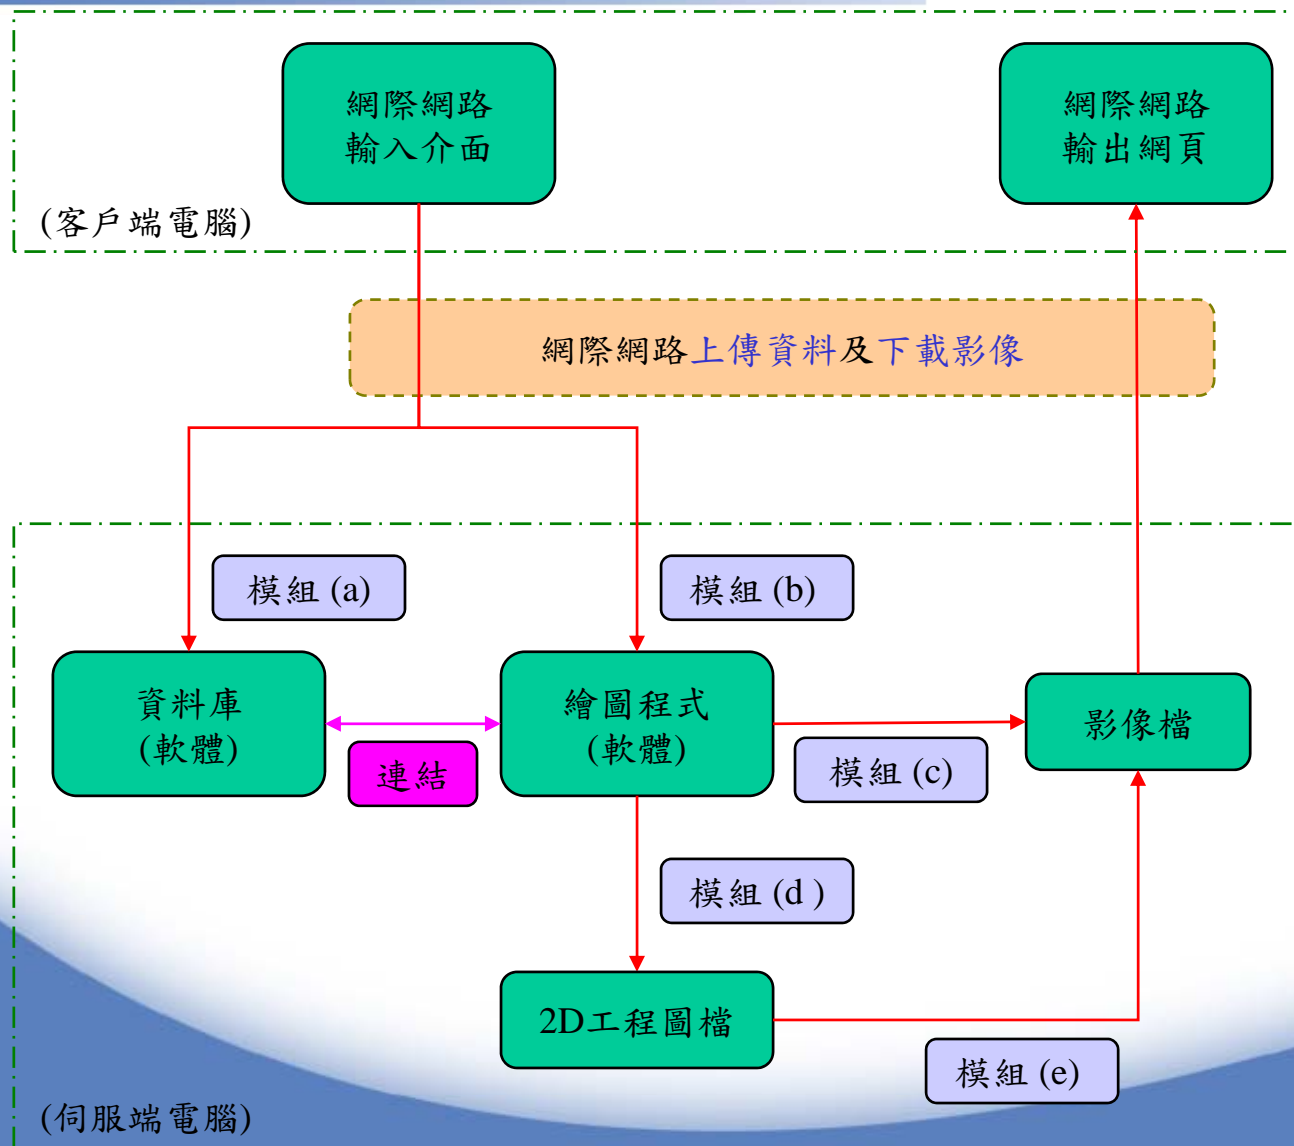 網際網路
輸入介面
網際網路
輸出網頁
(客戶端電腦)
網際網路上傳資料及下載影像
模組 (a)
模組 (b)
資料庫
(軟體)
繪圖程式
(軟體)
影像檔
連結
模組 (c)
模組 (d )
2D工程圖檔
模組 (e)
(伺服端電腦)